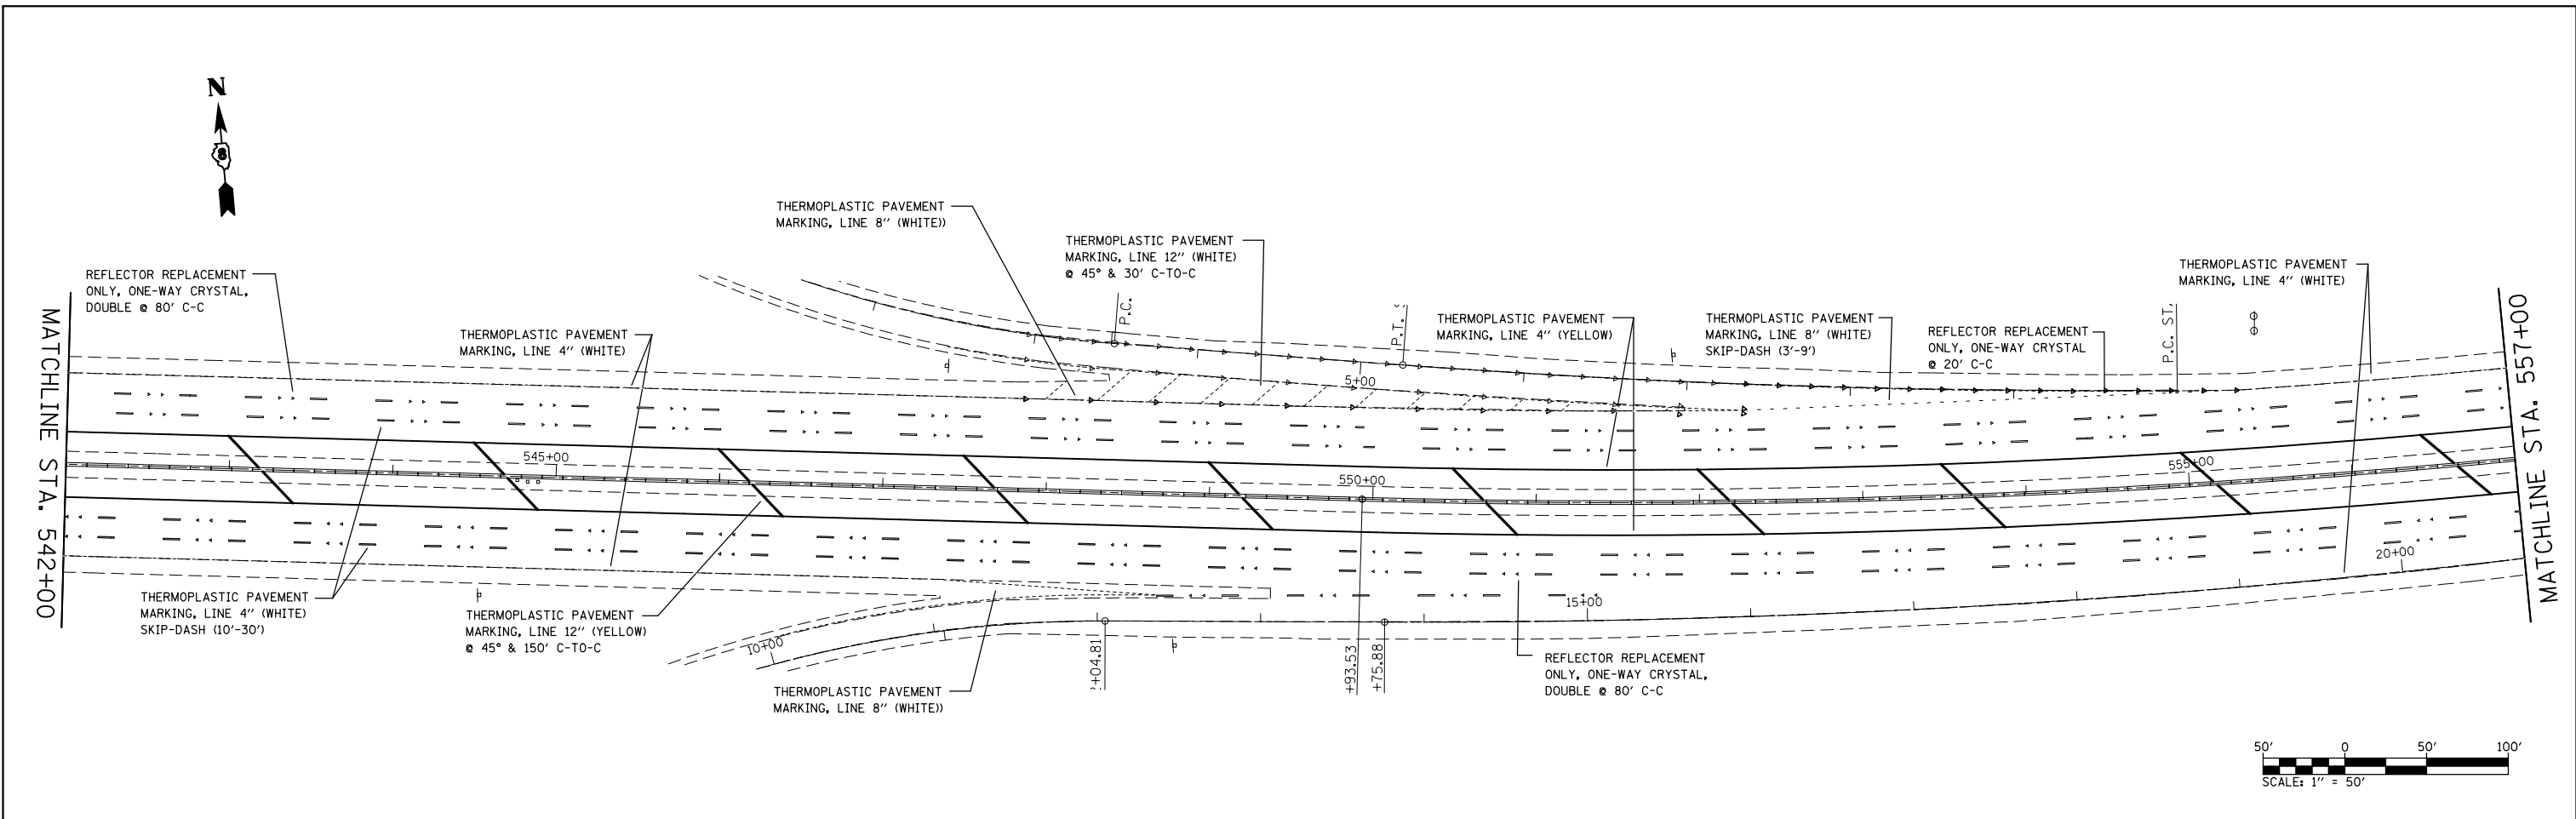 N
8
THERMOPLASTIC PAVEMENT
MARKING, LINE 8" (WHITE))
THERMOPLASTIC PAVEMENT
MARKING, LINE 12" (WHITE)
@ 45° & 30' C-TO-C
REFLECTOR REPLACEMENT
ONLY, ONE-WAY CRYSTAL,
DOUBLE @ 80' C-C
THERMOPLASTIC PAVEMENT
MARKING, LINE 4" (WHITE)
P.C.
P.T.
THERMOPLASTIC PAVEMENT
MARKING, LINE 4" (YELLOW)
THERMOPLASTIC PAVEMENT
MARKING, LINE 8" (WHITE)
SKIP-DASH (3'-9')
REFLECTOR REPLACEMENT
ONLY, ONE-WAY CRYSTAL
@ 20' C-C
P.C. ST
THERMOPLASTIC PAVEMENT
MARKING, LINE 4" (WHITE)
MATCHLINE STA. 542+00
MATCHLINE STA. 557+00
5+00
545+00
550+00
555+00
THERMOPLASTIC PAVEMENT
MARKING, LINE 4" (WHITE)
SKIP-DASH (10'-30')
THERMOPLASTIC PAVEMENT
MARKING, LINE 12" (YELLOW)
@ 45° & 150' C-TO-C
10+00
15+00
20+00
THERMOPLASTIC PAVEMENT
MARKING, LINE 8" (WHITE))
2+04.81
+93.53
+75.88
REFLECTOR REPLACEMENT
ONLY, ONE-WAY CRYSTAL,
DOUBLE @ 80' C-C
50' 0 50' 100'
SCALE: 1" = 50'